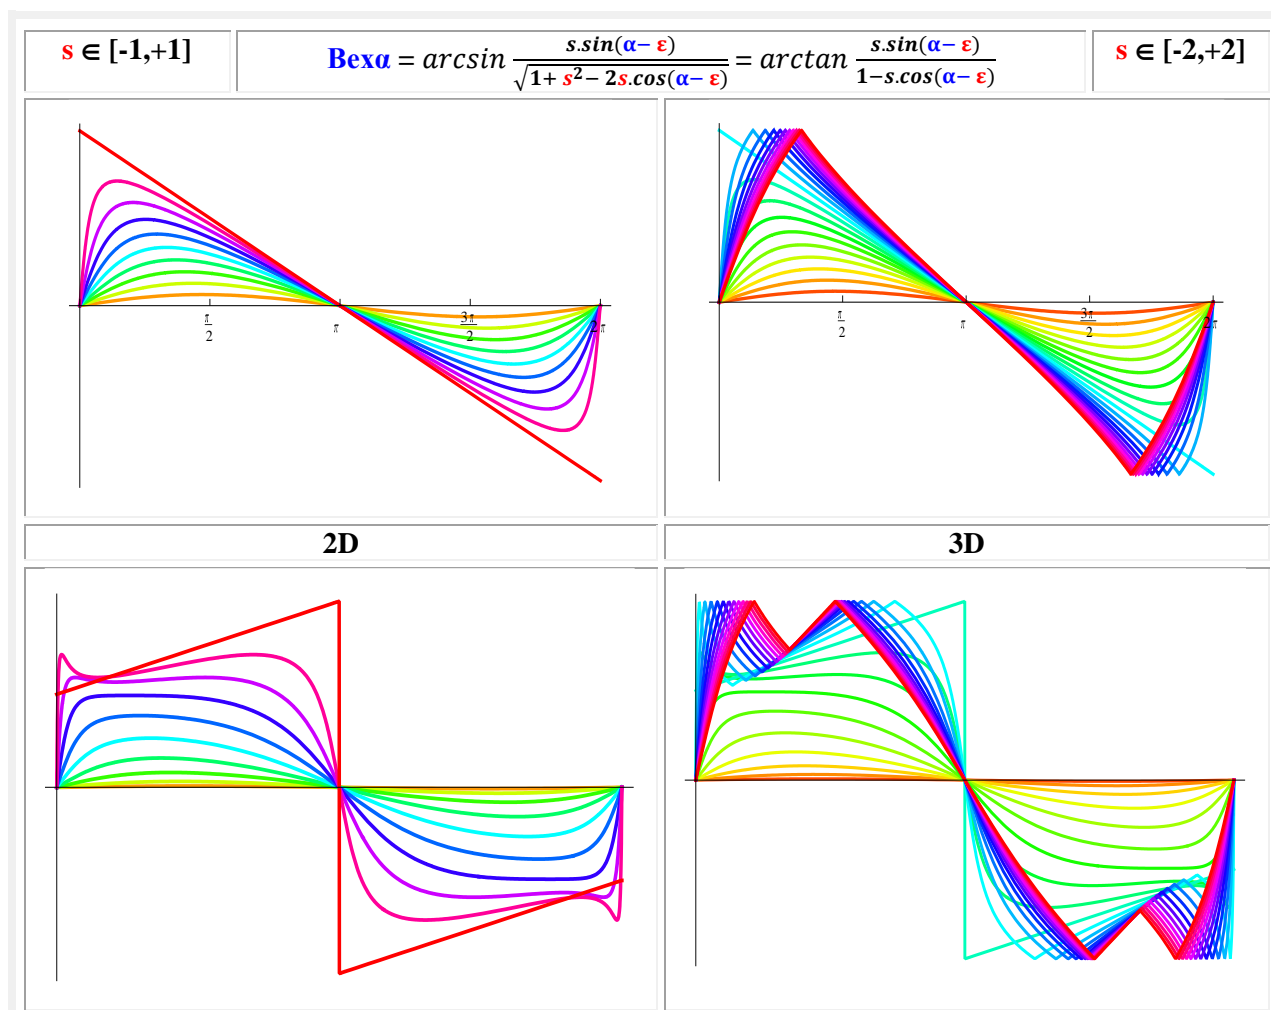 s ∈ [-1,+1]
Bexα = arcsin s.sin(α− ε) / √1+ s²− 2s.cos(α− ε) = arctan s.sin(α− ε) / 1−s.cos(α− ε)
s ∈ [-2,+2]
π/2 π 3π/2 2π
π/2 π 3π/2 2π
2D
3D